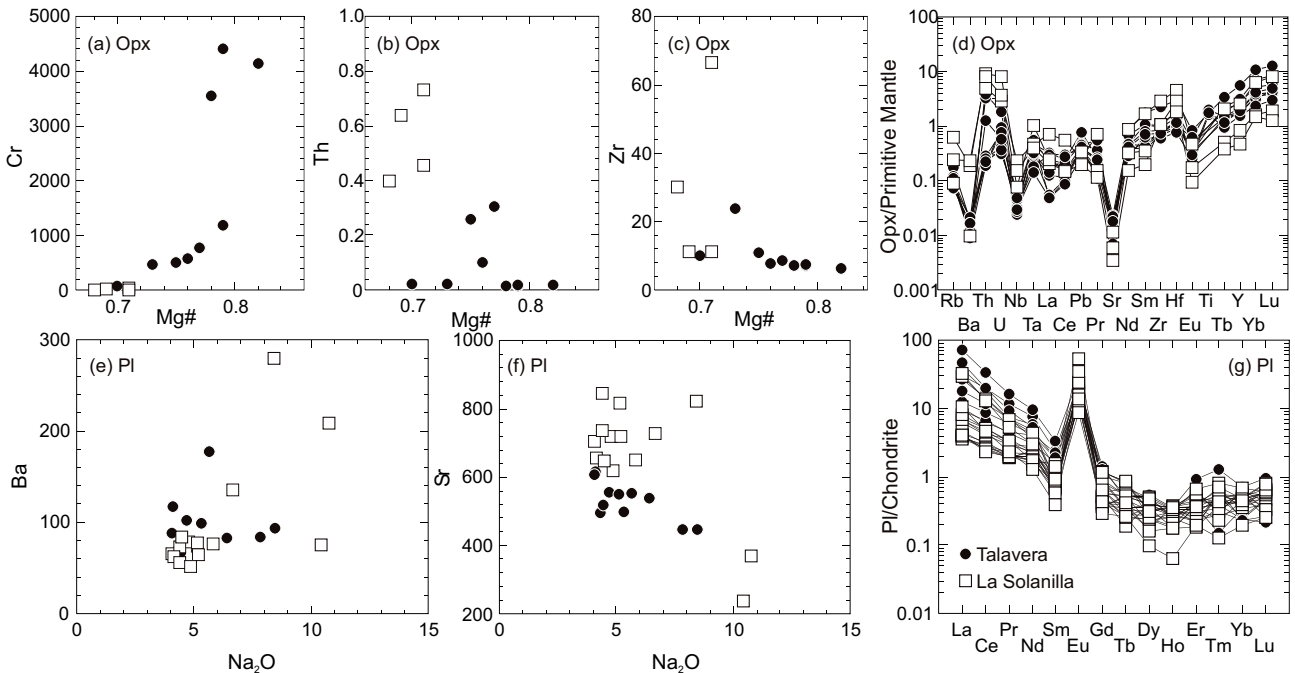 (a) Opx
5000
4000
3000
2000
1000
0
Cr
0.7
0.8
Mg#
(b) Opx
1.0
0.8
0.6
0.4
0.2
0
Th
0.7
0.8
Mg#
(c) Opx
80
60
40
20
0
Zr
0.7
0.8
Mg#
(d) Opx
100
10
1
0.1
0.01
0.001
Opx/Primitive Mantle
Rb Th Nb La Pb Sr Sm Hf Ti Y Lu
Ba U Ta Ce Pr Nd Zr Eu Tb Yb
(e) Pl
300
200
100
0
Ba
0 5 10 15
Na₂O
(f) Pl
1000
800
600
400
200
Sr
0 5 10 15
Na₂O
(g) Pl
100
10
1
0.1
0.01
Pl/Chondrite
Talavera
La Solanilla
La Pr Sm Gd Dy Er Yb
Ce Nd Eu Tb Ho Tm Lu